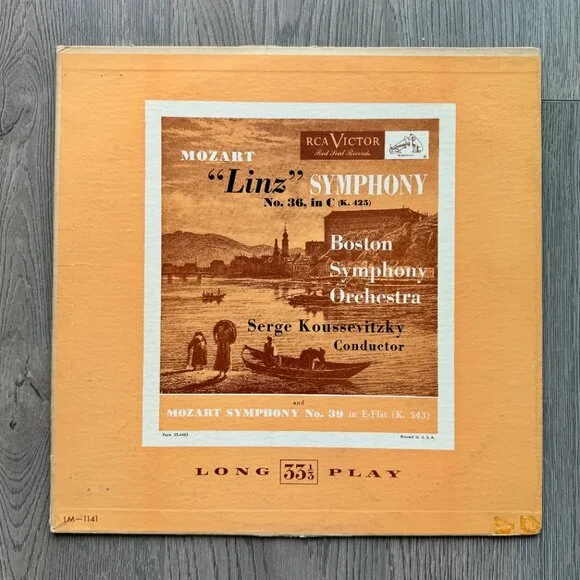 RCA VICTOR
Red Seal Records
MOZART
"Linz" SYMPHONY
No. 36, in C (K. 425)
Boston
Symphony
Orchestra
Serge Koussevitzky
Conductor
and
MOZART SYMPHONY No. 39 in E-Flat (K. 543)
Printed in U. S. A.
LONG 33⅓ PLAY
LM—1141